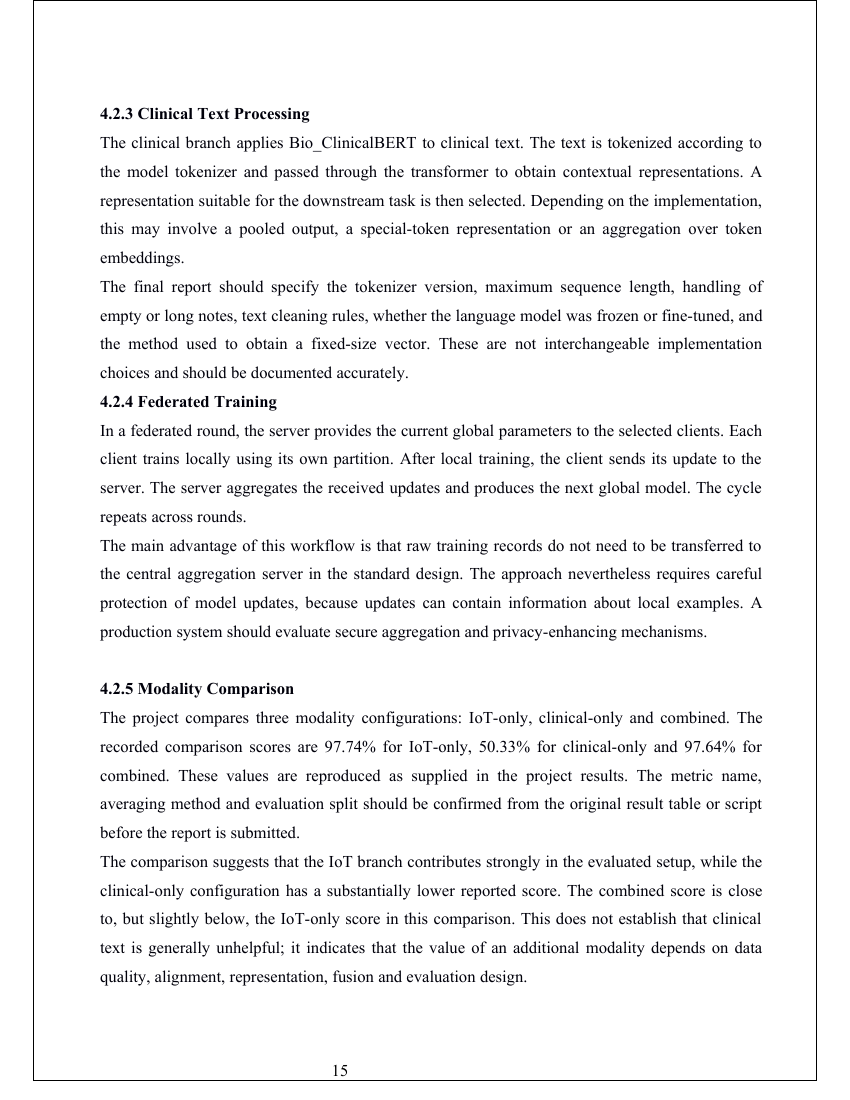 4.2.3 Clinical Text Processing
The clinical branch applies Bio_ClinicalBERT to clinical text. The text is tokenized according to
the model tokenizer and passed through the transformer to obtain contextual representations. A
representation suitable for the downstream task is then selected. Depending on the implementation,
this may involve a pooled output, a special-token representation or an aggregation over token
embeddings.
The final report should specify the tokenizer version, maximum sequence length, handling of
empty or long notes, text cleaning rules, whether the language model was frozen or fine-tuned, and
the method used to obtain a fixed-size vector. These are not interchangeable implementation
choices and should be documented accurately.
4.2.4 Federated Training
In a federated round, the server provides the current global parameters to the selected clients. Each
client trains locally using its own partition. After local training, the client sends its update to the
server. The server aggregates the received updates and produces the next global model. The cycle
repeats across rounds.
The main advantage of this workflow is that raw training records do not need to be transferred to
the central aggregation server in the standard design. The approach nevertheless requires careful
protection of model updates, because updates can contain information about local examples. A
production system should evaluate secure aggregation and privacy-enhancing mechanisms.
4.2.5 Modality Comparison
The project compares three modality configurations: IoT-only, clinical-only and combined. The
recorded comparison scores are 97.74% for IoT-only, 50.33% for clinical-only and 97.64% for
combined. These values are reproduced as supplied in the project results. The metric name,
averaging method and evaluation split should be confirmed from the original result table or script
before the report is submitted.
The comparison suggests that the IoT branch contributes strongly in the evaluated setup, while the
clinical-only configuration has a substantially lower reported score. The combined score is close
to, but slightly below, the IoT-only score in this comparison. This does not establish that clinical
text is generally unhelpful; it indicates that the value of an additional modality depends on data
quality, alignment, representation, fusion and evaluation design.
15